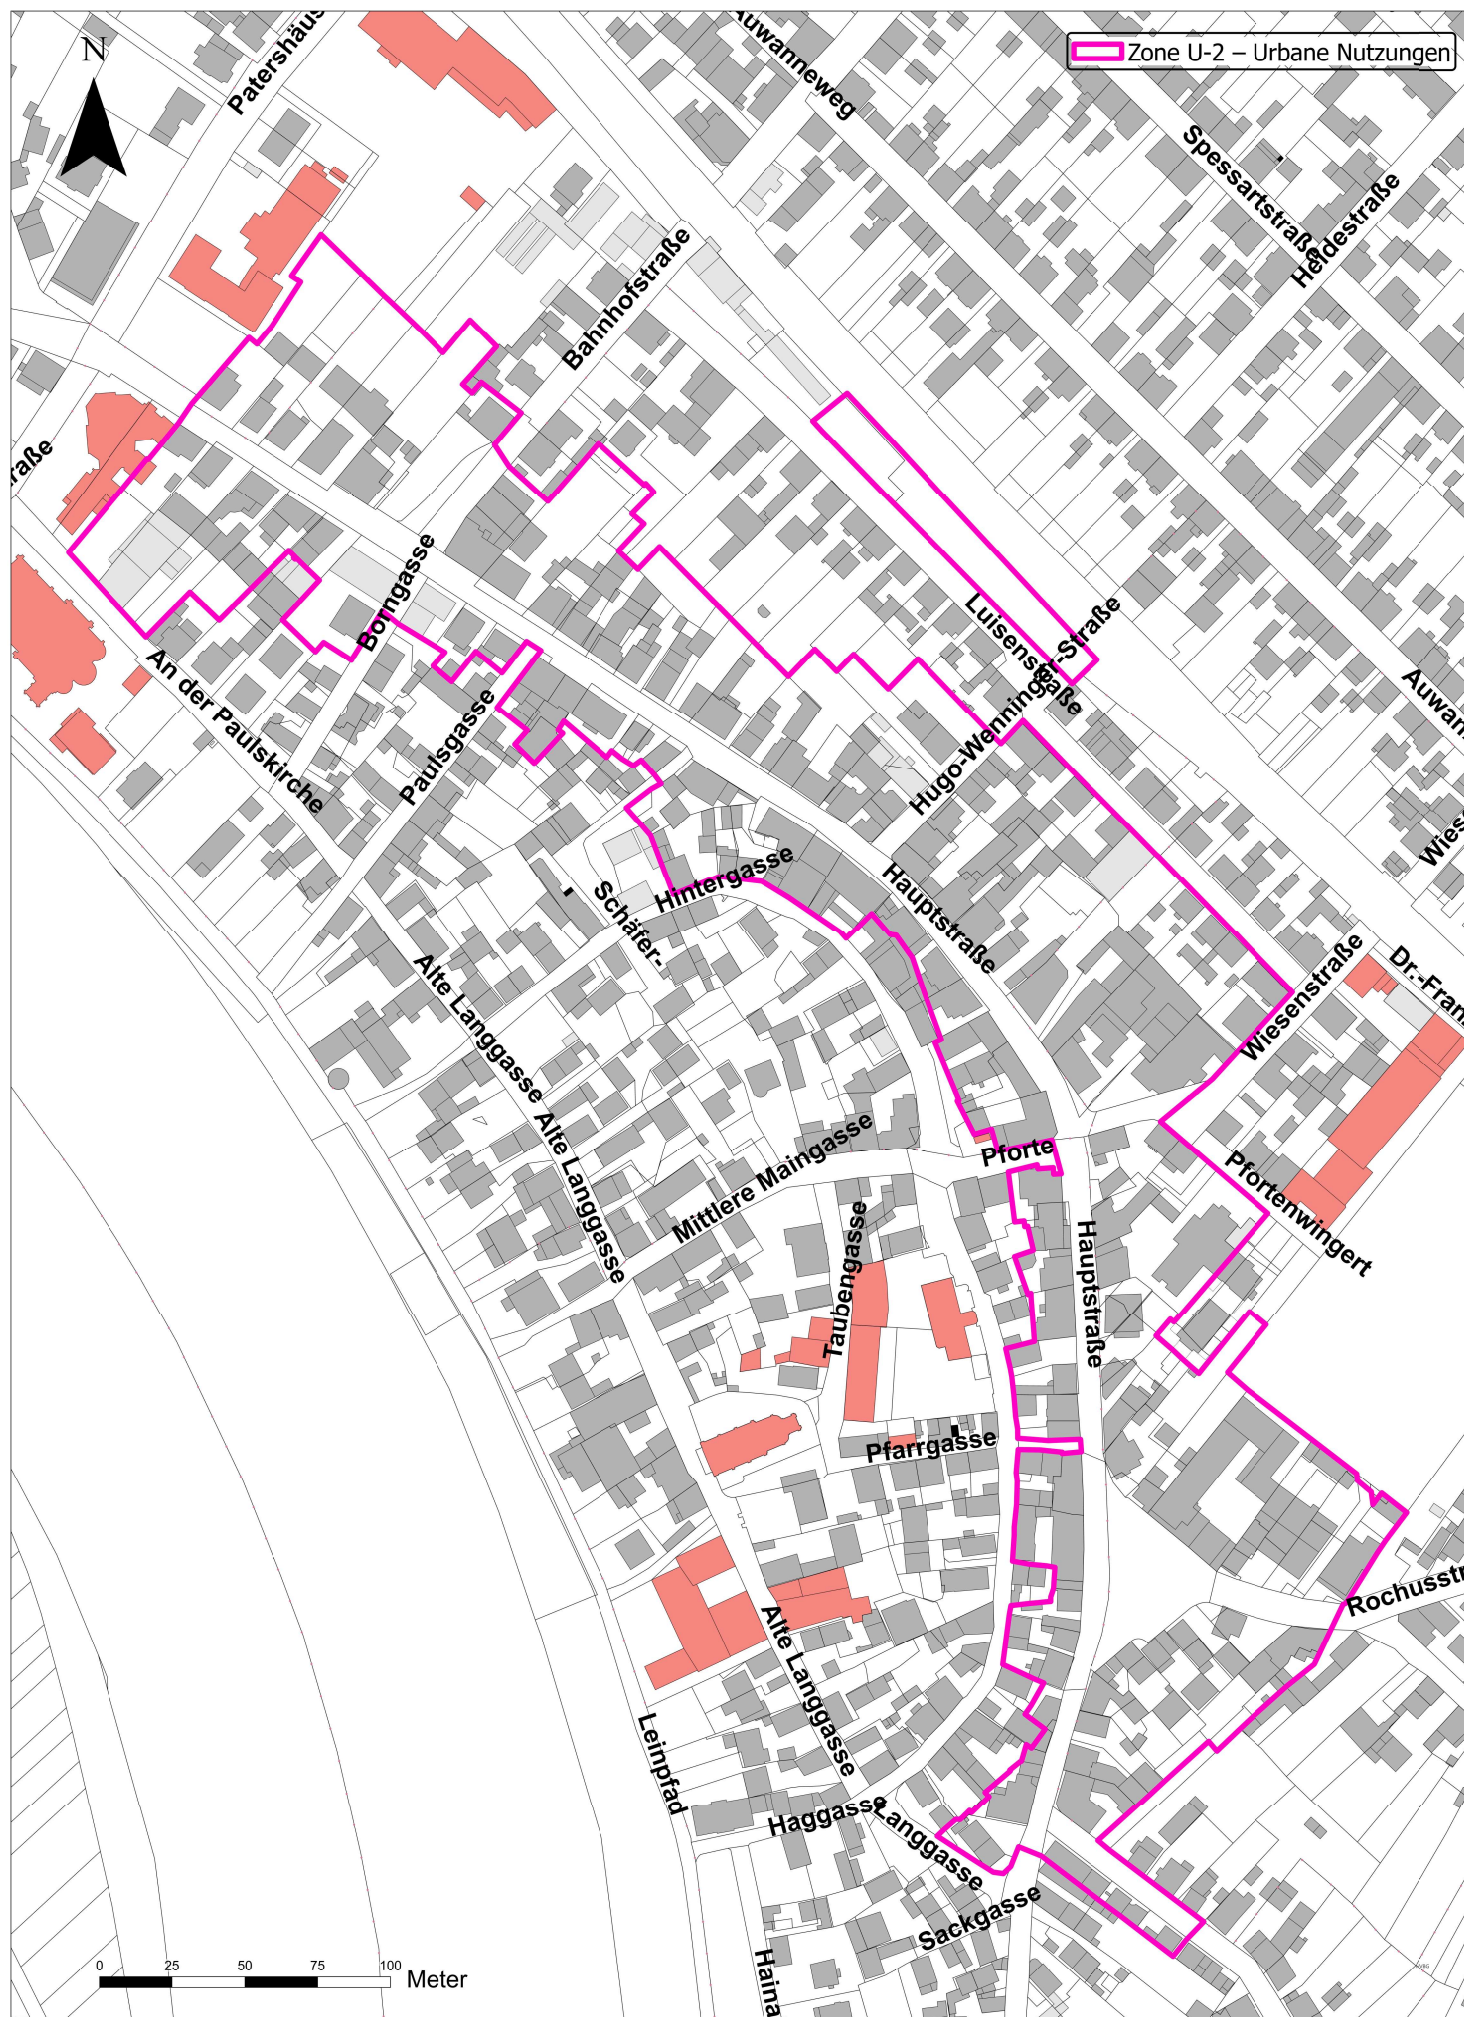 N
Zone U-2 – Urbane Nutzungen
Patershäus
Auwanneweg
Spessartstraße
Heidestraße
Bahnhofstraße
raße
Borngasse
Luisenstraße
Hugo-Wenninger-Straße
Auwan
An der Paulskirche
Paulsgasse
Wies
Hintergasse
Schäfer-
Hauptstraße
Wiesenstraße
Dr.-Fran
Alte Langgasse
Alte Langgasse
Mittlere Maingasse
Pforte
Pfortenwingert
Taubengasse
Hauptstraße
Pfarrgasse
Rochusstr
Alte Langgasse
Leinpfad
Haggasse
Langgasse
Sackgasse
Haina
0 25 50 75 100
Meter